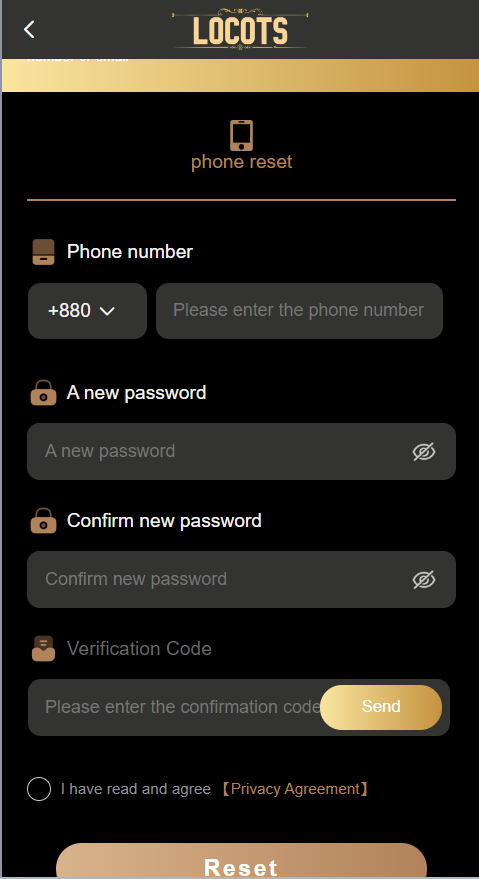 LOCOTS
phone reset
Phone number
+880
Please enter the phone number
A new password
A new password
Confirm new password
Confirm new password
Verification Code
Please enter the confirmation code
Send
I have read and agree 【Privacy Agreement】
Reset